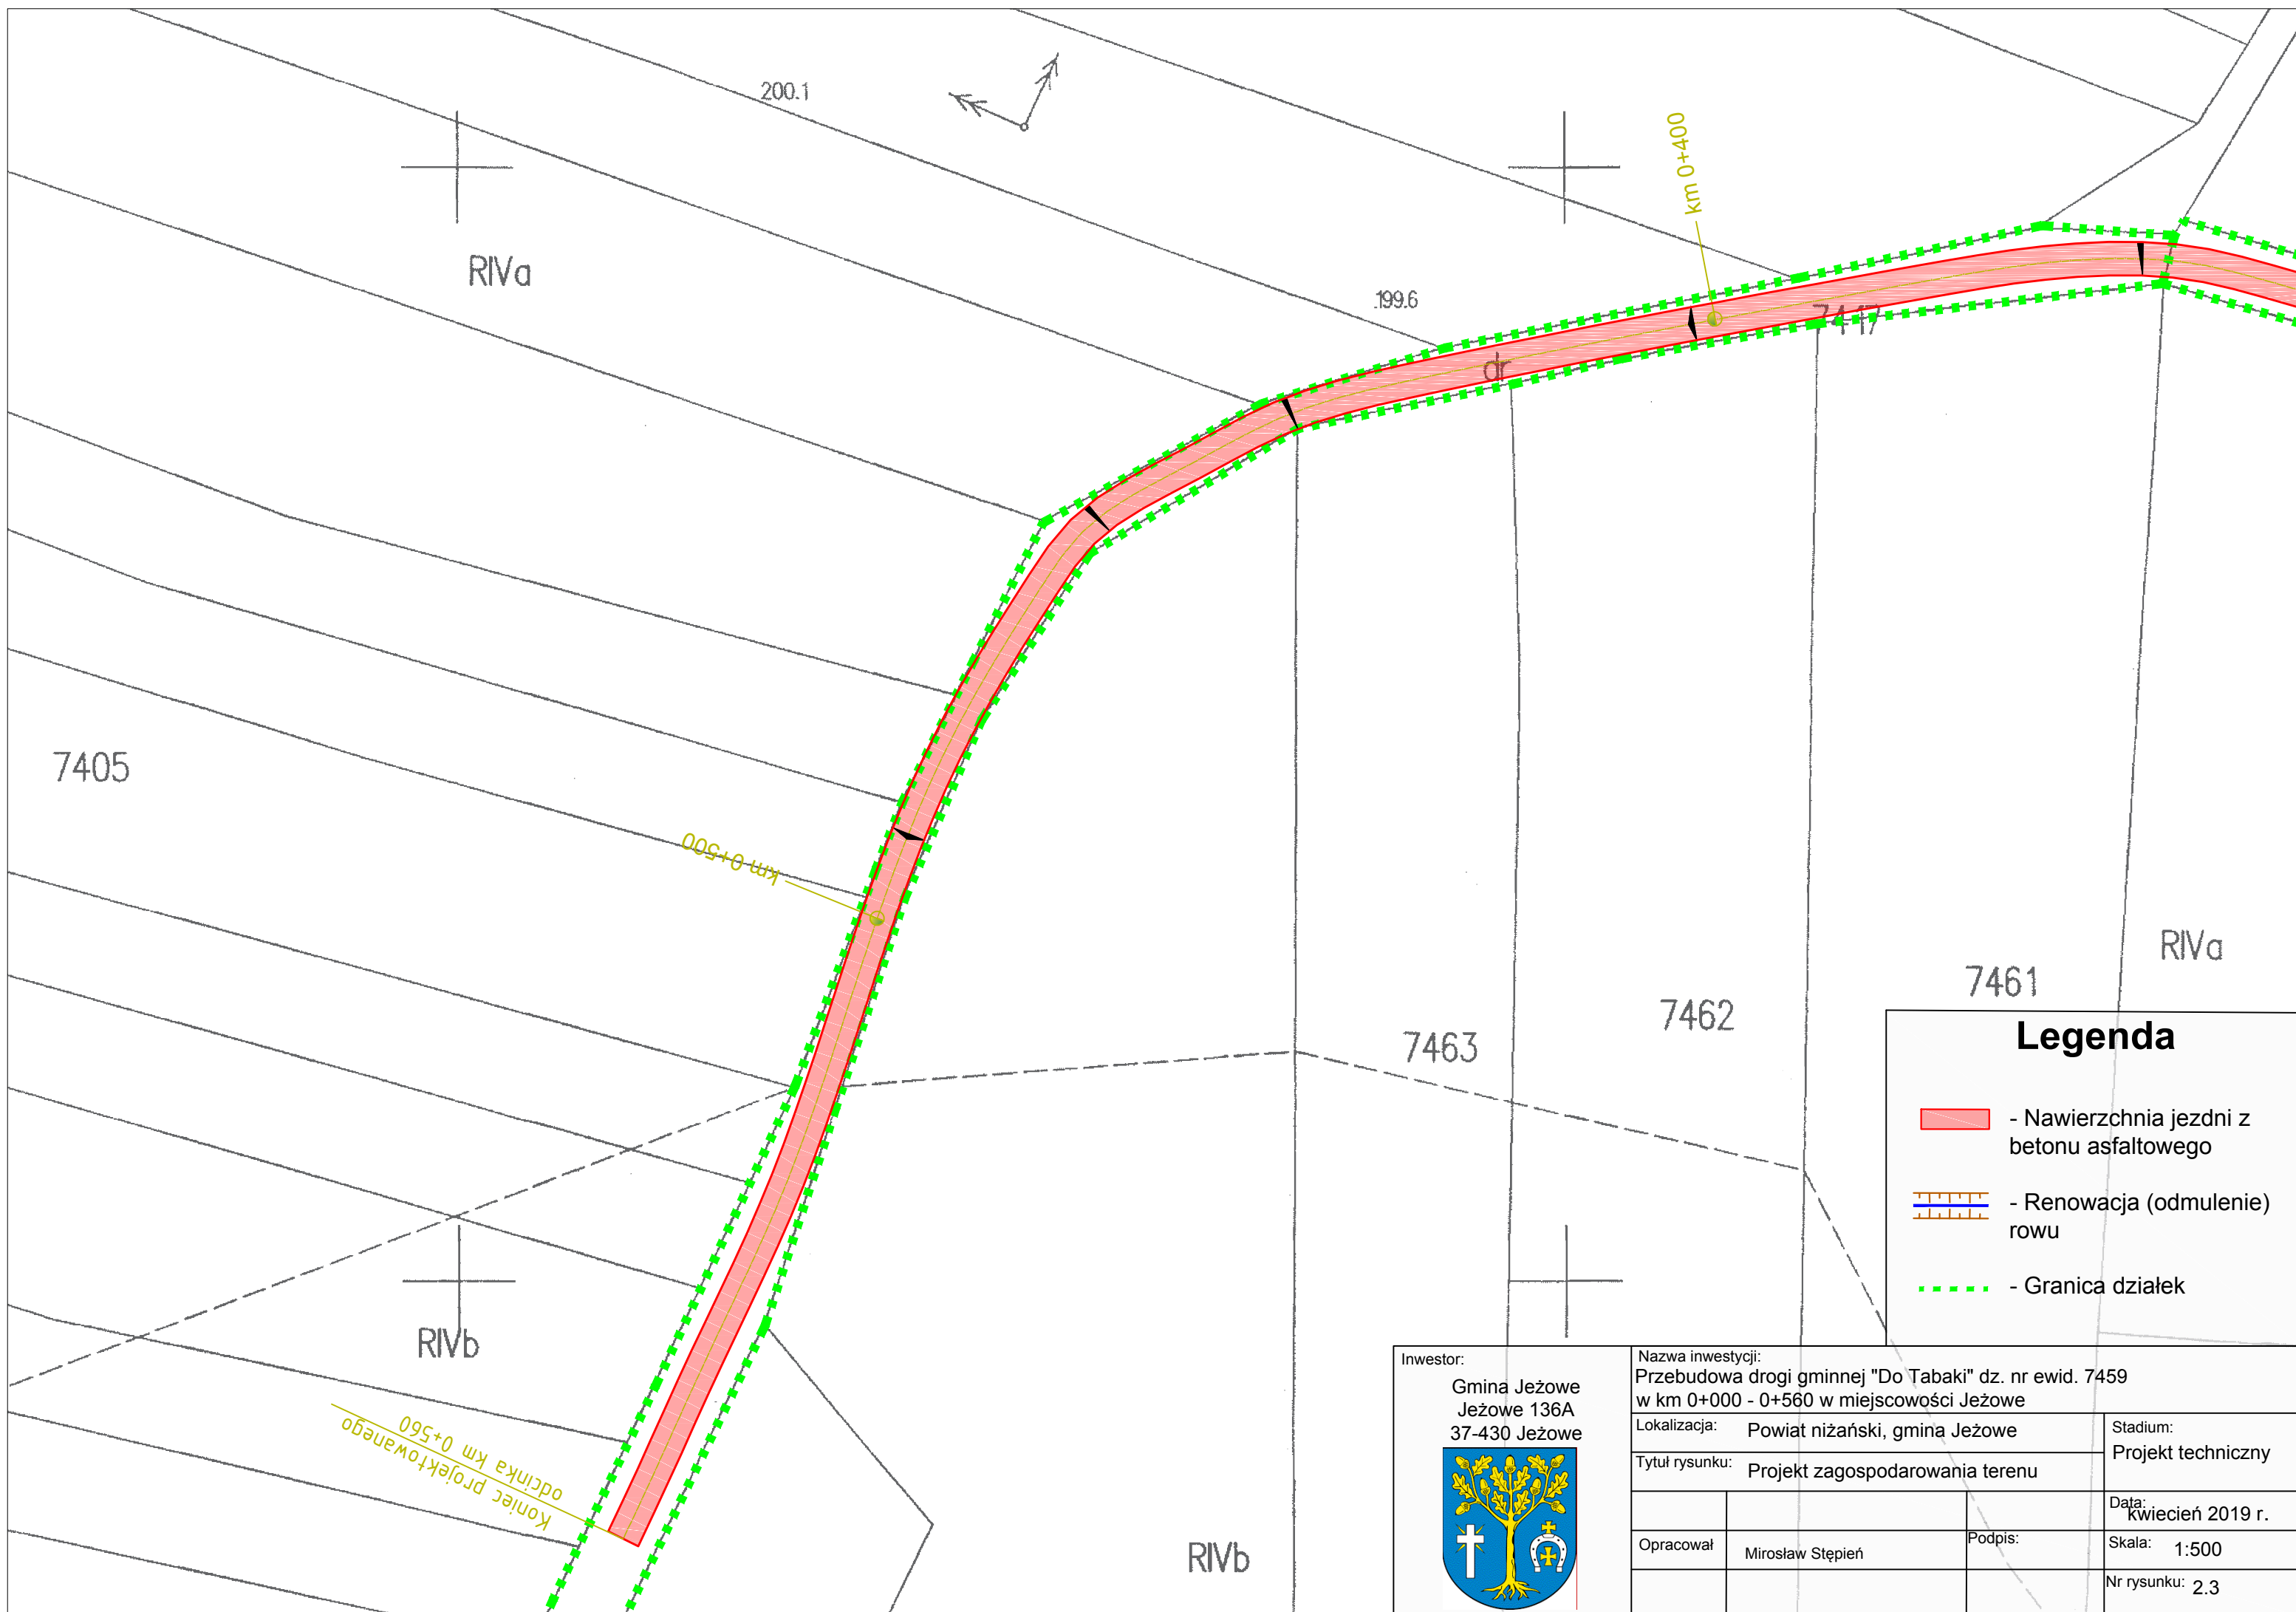 200.1
km 0+400
RIVa
199.6
7417
dr
7405
km 0+500
RIVa
7461
7462
7463
Legenda
- Nawierzchnia jezdni z
betonu asfaltowego
- Renowacja (odmulenie)
rowu
- Granica działek
RIVb
Koniec projektowanego
odcinka km 0+560
RIVb
Inwestor:
Gmina Jeżowe
Jeżowe 136A
37-430 Jeżowe
Nazwa inwestycji:
Przebudowa drogi gminnej "Do Tabaki" dz. nr ewid. 7459
w km 0+000 - 0+560 w miejscowości Jeżowe
Lokalizacja: Powiat niżański, gmina Jeżowe
Stadium:
Projekt techniczny
Tytuł rysunku: Projekt zagospodarowania terenu
Data:
kwiecień 2019 r.
Opracował Mirosław Stępień Podpis:
Skala: 1:500
Nr rysunku: 2.3